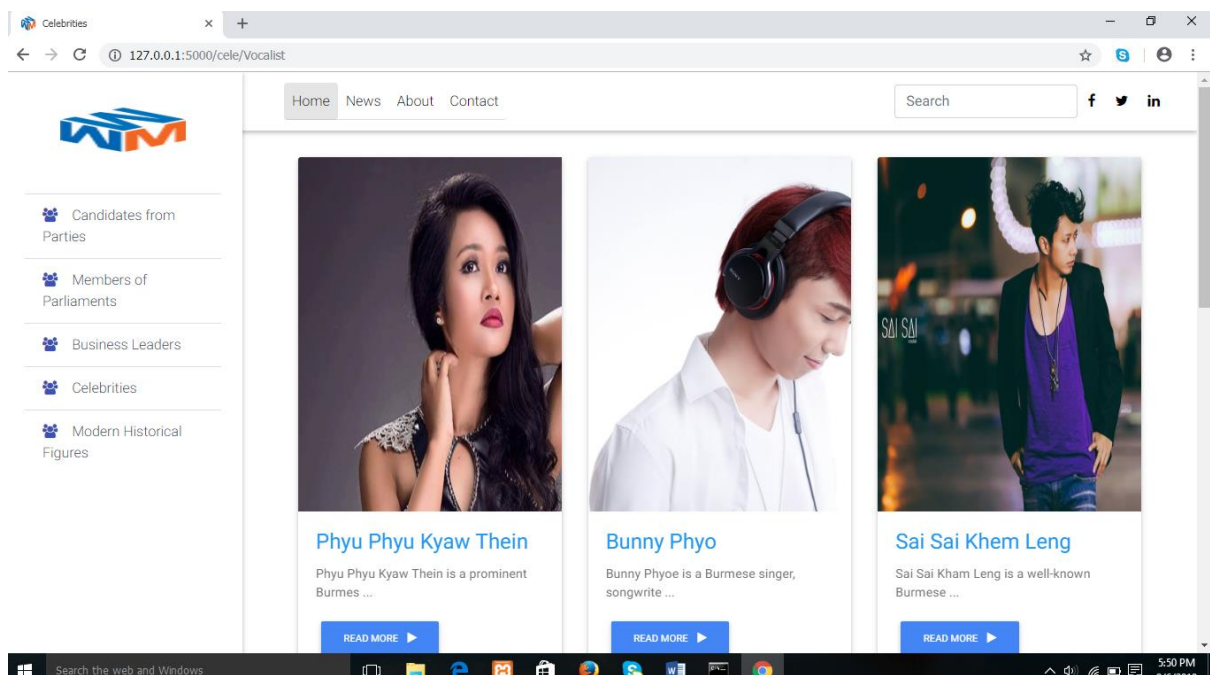 Celebrities
127.0.0.1:5000/cele/Vocalist
WM
Home News About Contact
Search
Candidates from
Parties
Members of
Parliaments
Business Leaders
Celebrities
Modern Historical
Figures
SAI SAI
Phyu Phyu Kyaw Thein
Phyu Phyu Kyaw Thein is a prominent
Burmes ...
READ MORE
Bunny Phyo
Bunny Phyoe is a Burmese singer,
songwrite ...
READ MORE
Sai Sai Khem Leng
Sai Sai Kham Leng is a well-known
Burmese ...
READ MORE
Search the web and Windows
5:50 PM